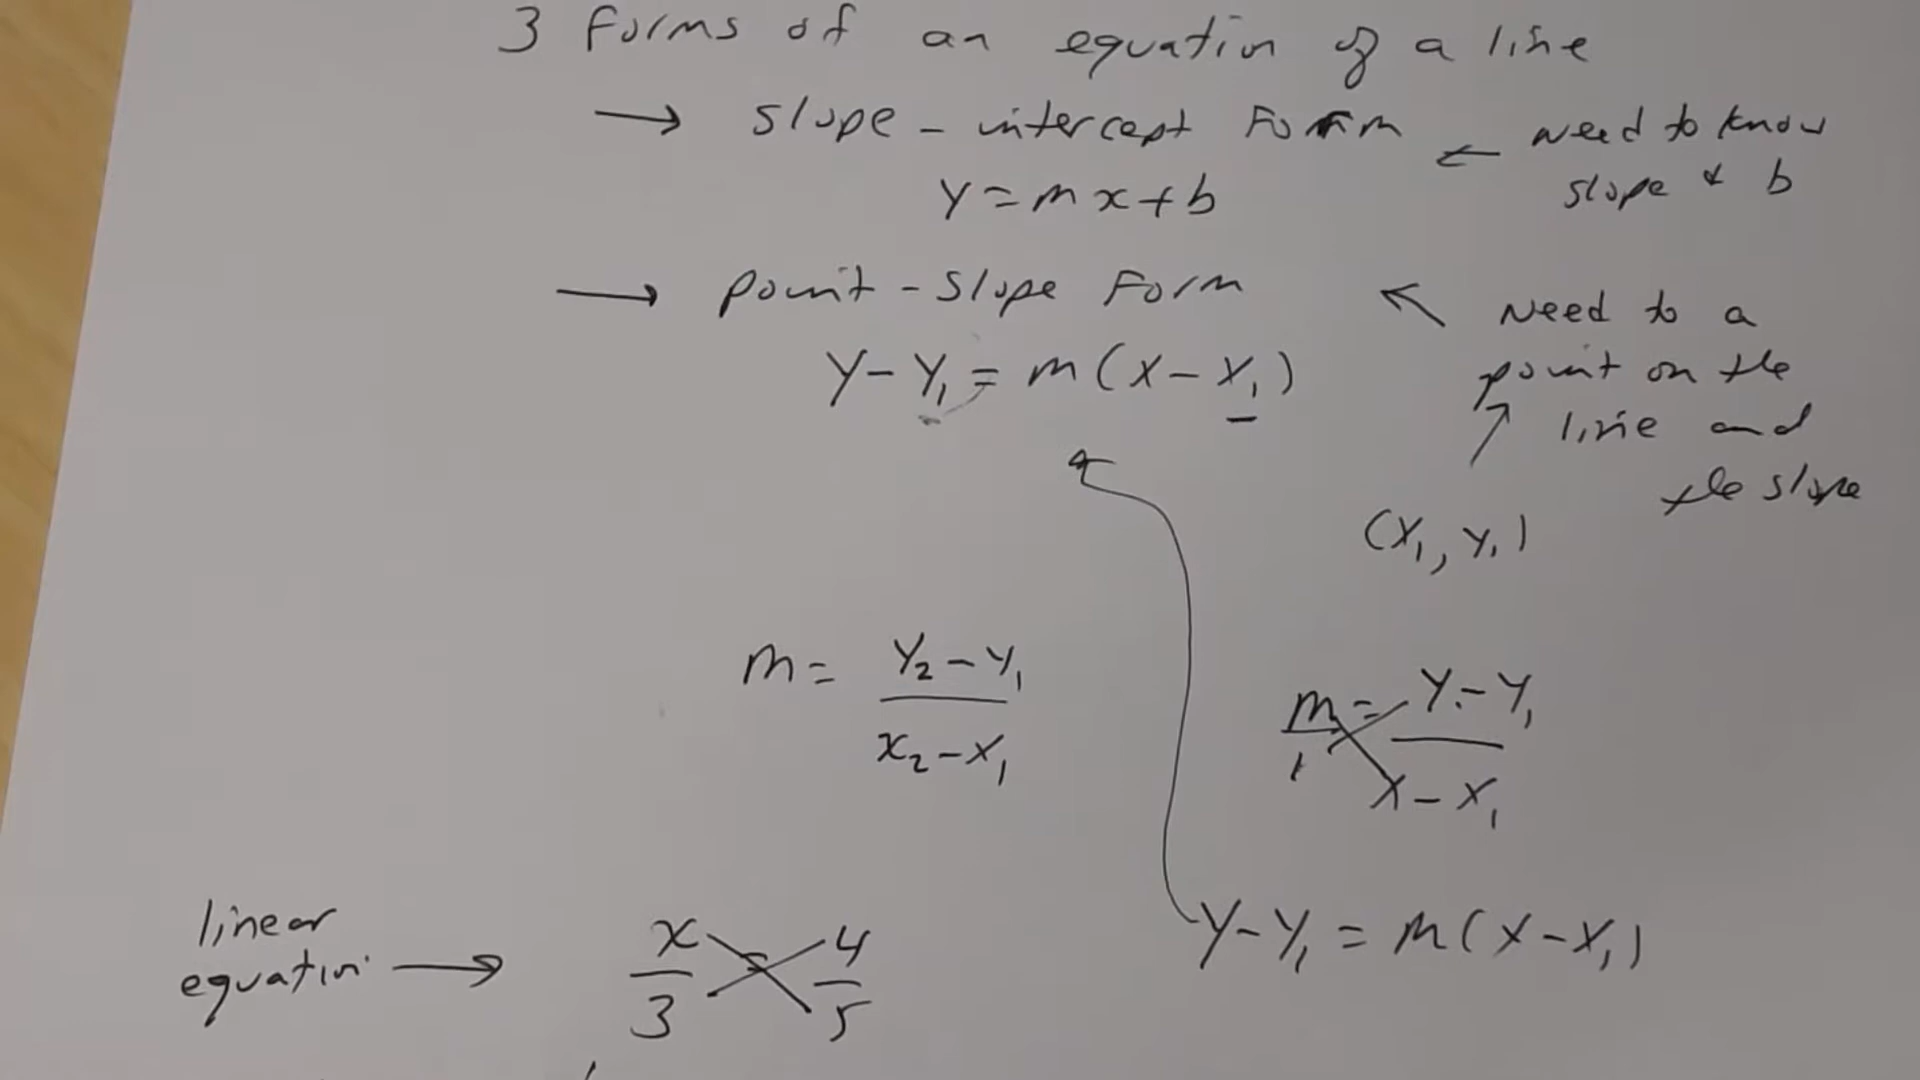 3 forms of an equation of a line
→ slope - intercept Form ← need to know
slope & b
y = mx + b
→ point - slope Form ← Need to a
point on the
line and
the slope
y - y₁ = m(x - x₁)
(x₁, y₁)
m = y₂ - y₁ / x₂ - x₁
m/1 = y - y₁ / x - x₁
y - y₁ = m(x - x₁)
linear
equation → x/3 = 4/5